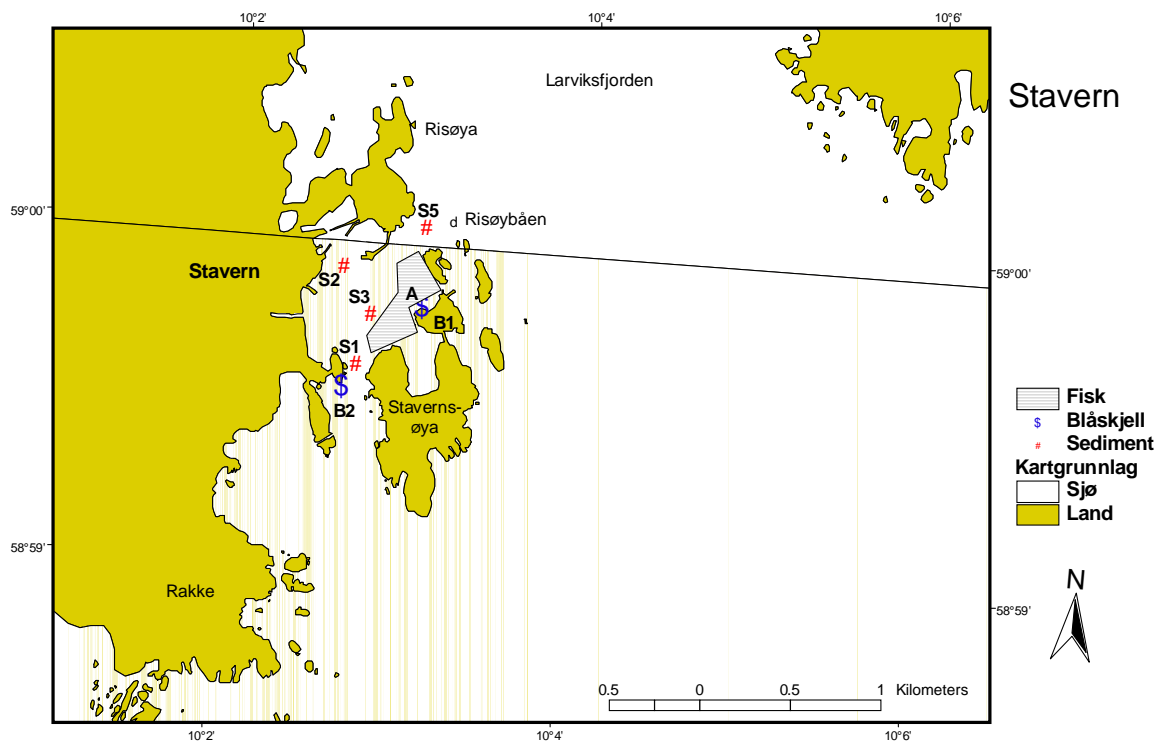 10°2'
10°4'
10°6'
Larviksfjorden
Stavern
Risøya
59°00'
S5
#
d Risøybåen
Stavern
S2
#
59°00'
S3
#
A
$
B1
S1
#
$
B2
Staverns-
øya
Fisk
$ Blåskjell
# Sediment
Kartgrunnlag
Sjø
Land
58°59'
Rakke
58°59'
N
0.5 0 0.5 1 Kilometers
10°2'
10°4'
10°6'